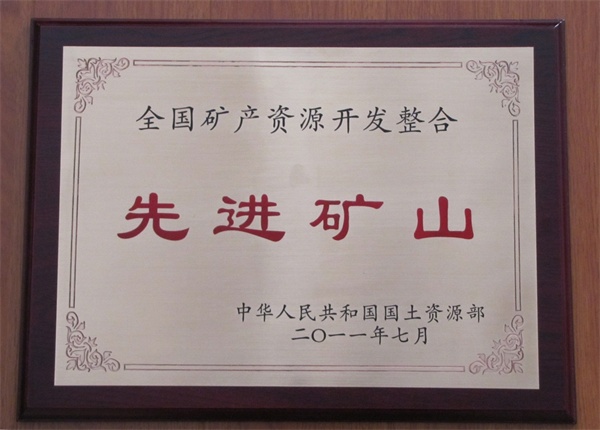 全国矿产资源开发整合
先进矿山
中华人民共和国国土资源部
二〇一一年七月